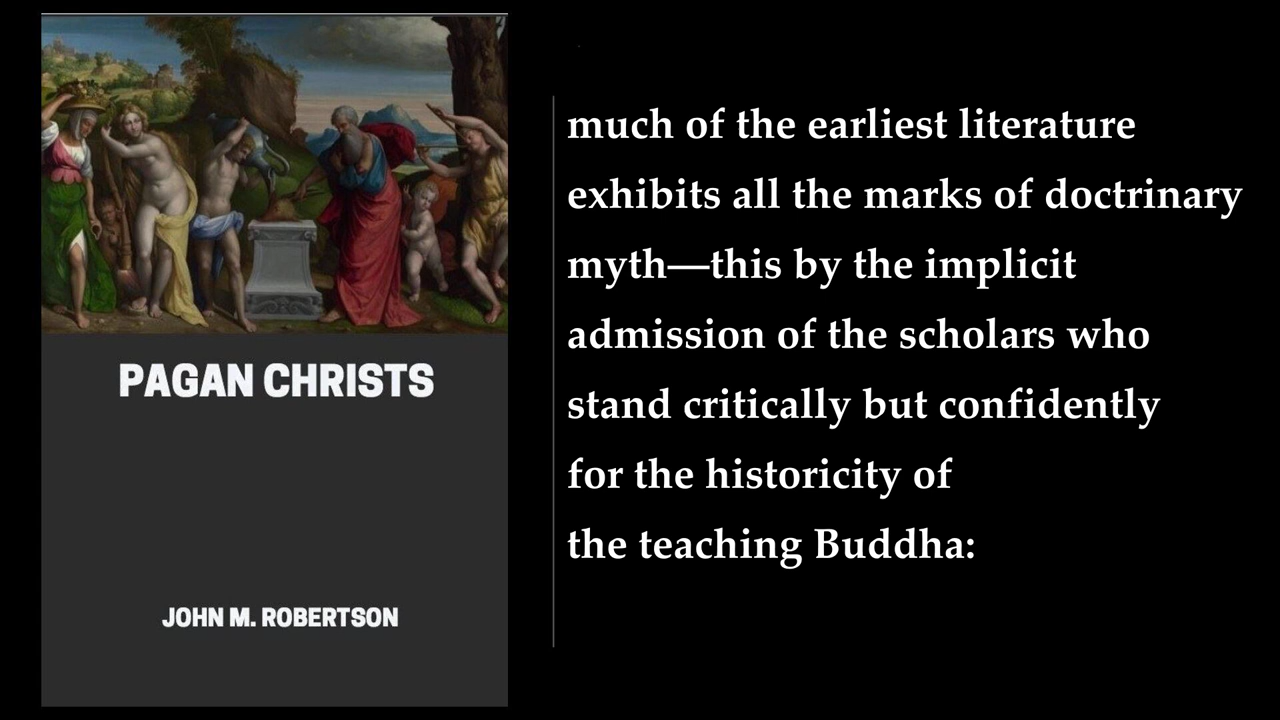 PAGAN CHRISTS
JOHN M. ROBERTSON
much of the earliest literature
exhibits all the marks of doctrinary
myth—this by the implicit
admission of the scholars who
stand critically but confidently
for the historicity of
the teaching Buddha: